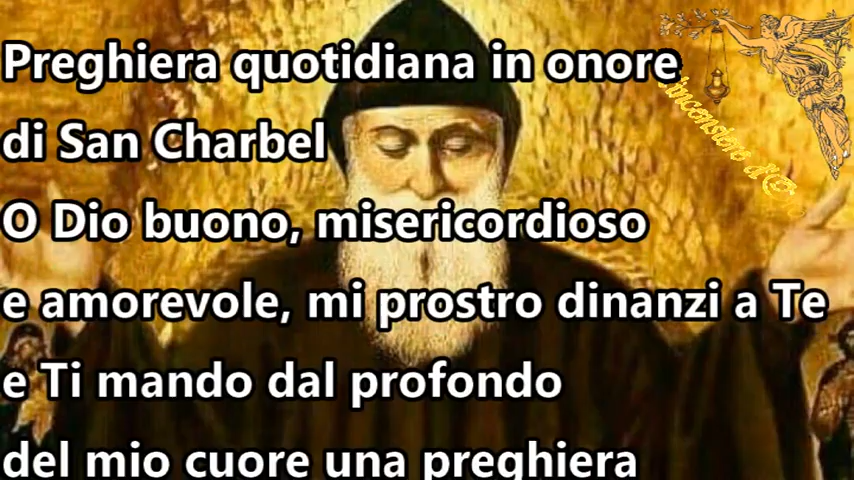 Preghiera quotidiana in onore
di San Charbel
O Dio buono, misericordioso
e amorevole, mi prostro dinanzi a Te
e Ti mando dal profondo
del mio cuore una preghiera
incensiere d'O